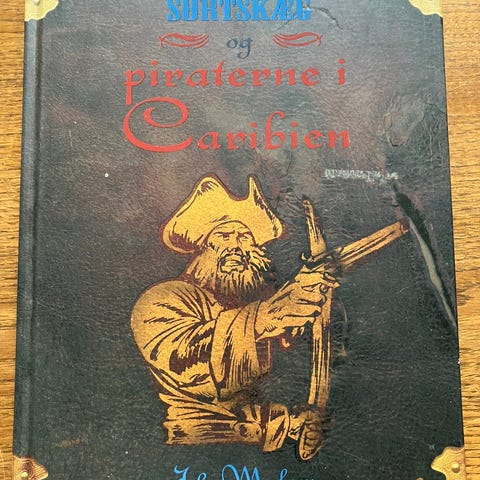 SORTSKÆG
og
piraterne i
Caribien